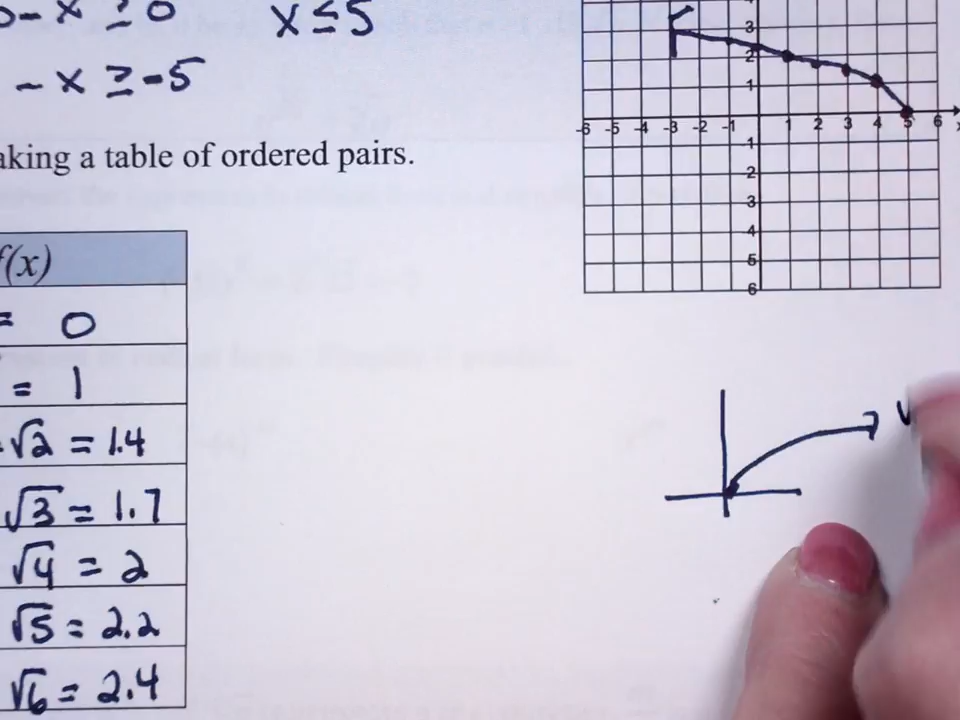 - x ≥ 0 x ≤ 5
- x ≥ -5
aking a table of ordered pairs.
f(x)
= 0
= 1
√2 = 1.4
√3 = 1.7
√4 = 2
√5 = 2.2
√6 = 2.4
3
2
1
-6 -5 -4 -3 -2 -1 1 2 3 4 5 6 x
-1
2
3
4
5
6